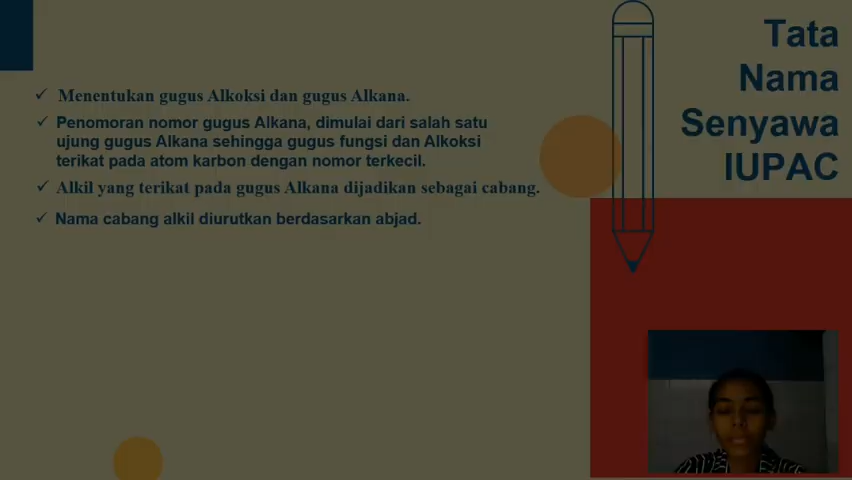 Tata
Nama
Senyawa
IUPAC
✓ Menentukan gugus Alkoksi dan gugus Alkana.
✓ Penomoran nomor gugus Alkana, dimulai dari salah satu
ujung gugus Alkana sehingga gugus fungsi dan Alkoksi
terikat pada atom karbon dengan nomor terkecil.
✓ Alkil yang terikat pada gugus Alkana dijadikan sebagai cabang.
✓ Nama cabang alkil diurutkan berdasarkan abjad.